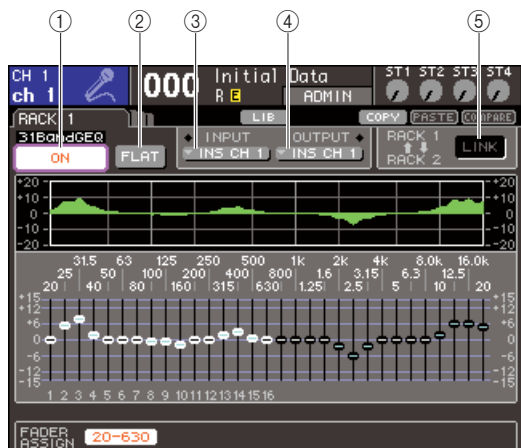 ① ② ③ ④ ⑤
CH 1
ch 1
000
Initial Data
R E
ADMIN
ST1 ST2 ST3 ST4
RACK 1
LIB
COPY PASTE COMPARE
31BandGEQ
ON
FLAT
INPUT
INS CH 1
OUTPUT
INS CH 1
RACK 1
RACK 2
LINK
+20 +20
+10 +10
0 0
-10 -10
-20 -20
31.5 63 125 250 500 1k 2k 4k 8.0k 16.0k
25 50 100 200 400 800 1.6 3.15 6.3 12.5
20 40 80 160 315 630 1.25 2.5 5 10 20
+15 +15
+12 +12
+6 +6
0 0
-6 -6
-12 -12
-15 -15
1 2 3 4 5 6 7 8 9 10 11 12 13 14 15 16
FADER
ASSIGN
20-630